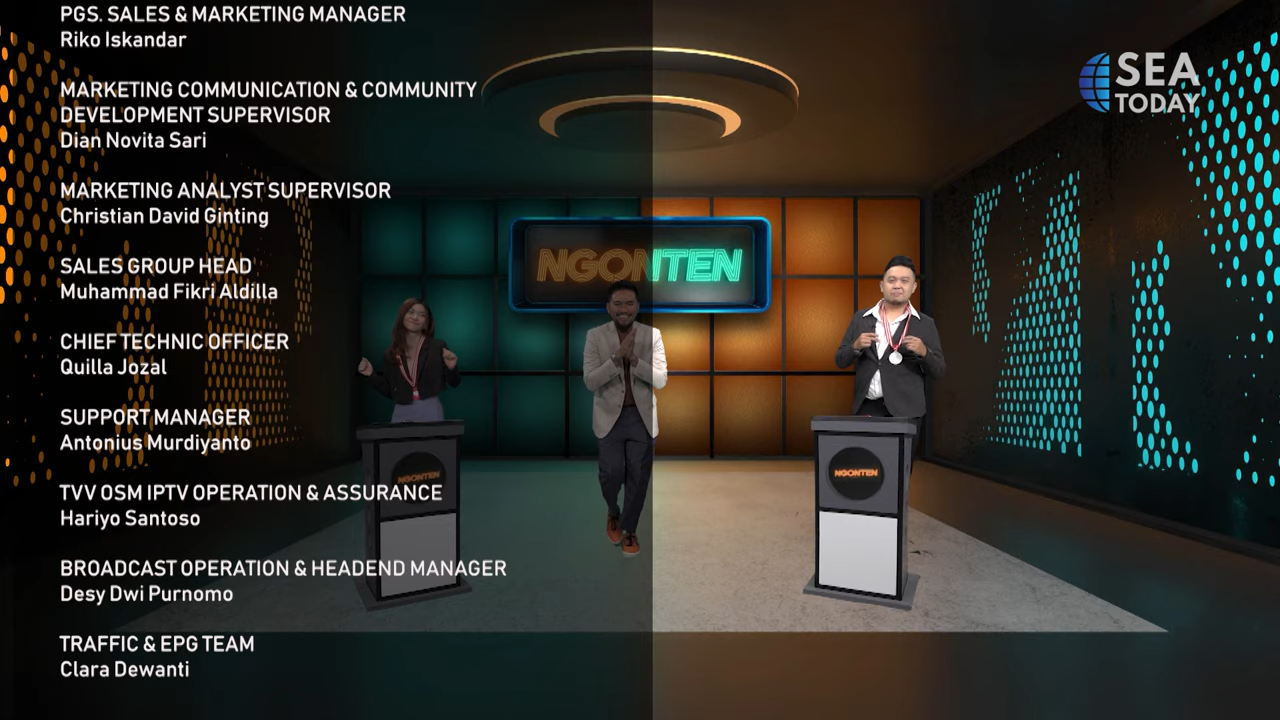 PGS. SALES & MARKETING MANAGER
Riko Iskandar
MARKETING COMMUNICATION & COMMUNITY
DEVELOPMENT SUPERVISOR
Dian Novita Sari
MARKETING ANALYST SUPERVISOR
Christian David Ginting
SALES GROUP HEAD
Muhammad Fikri Aldilla
CHIEF TECHNIC OFFICER
Quilla Jozal
SUPPORT MANAGER
Antonius Murdiyanto
TVV OSM IPTV OPERATION & ASSURANCE
Hariyo Santoso
BROADCAST OPERATION & HEADEND MANAGER
Desy Dwi Purnomo
TRAFFIC & EPG TEAM
Clara Dewanti
SEA
TODAY
NGONTEN
NGONTEN
NGONTEN